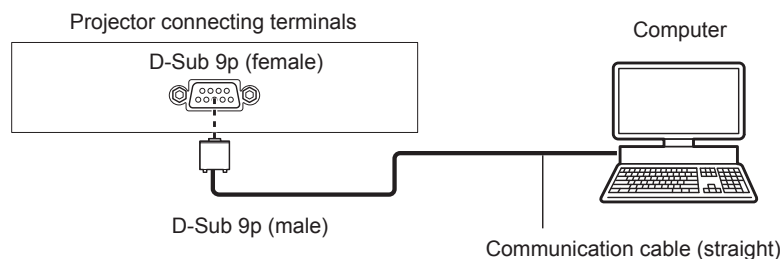 Projector connecting terminals
Computer
D-Sub 9p (female)
D-Sub 9p (male)
Communication cable (straight)